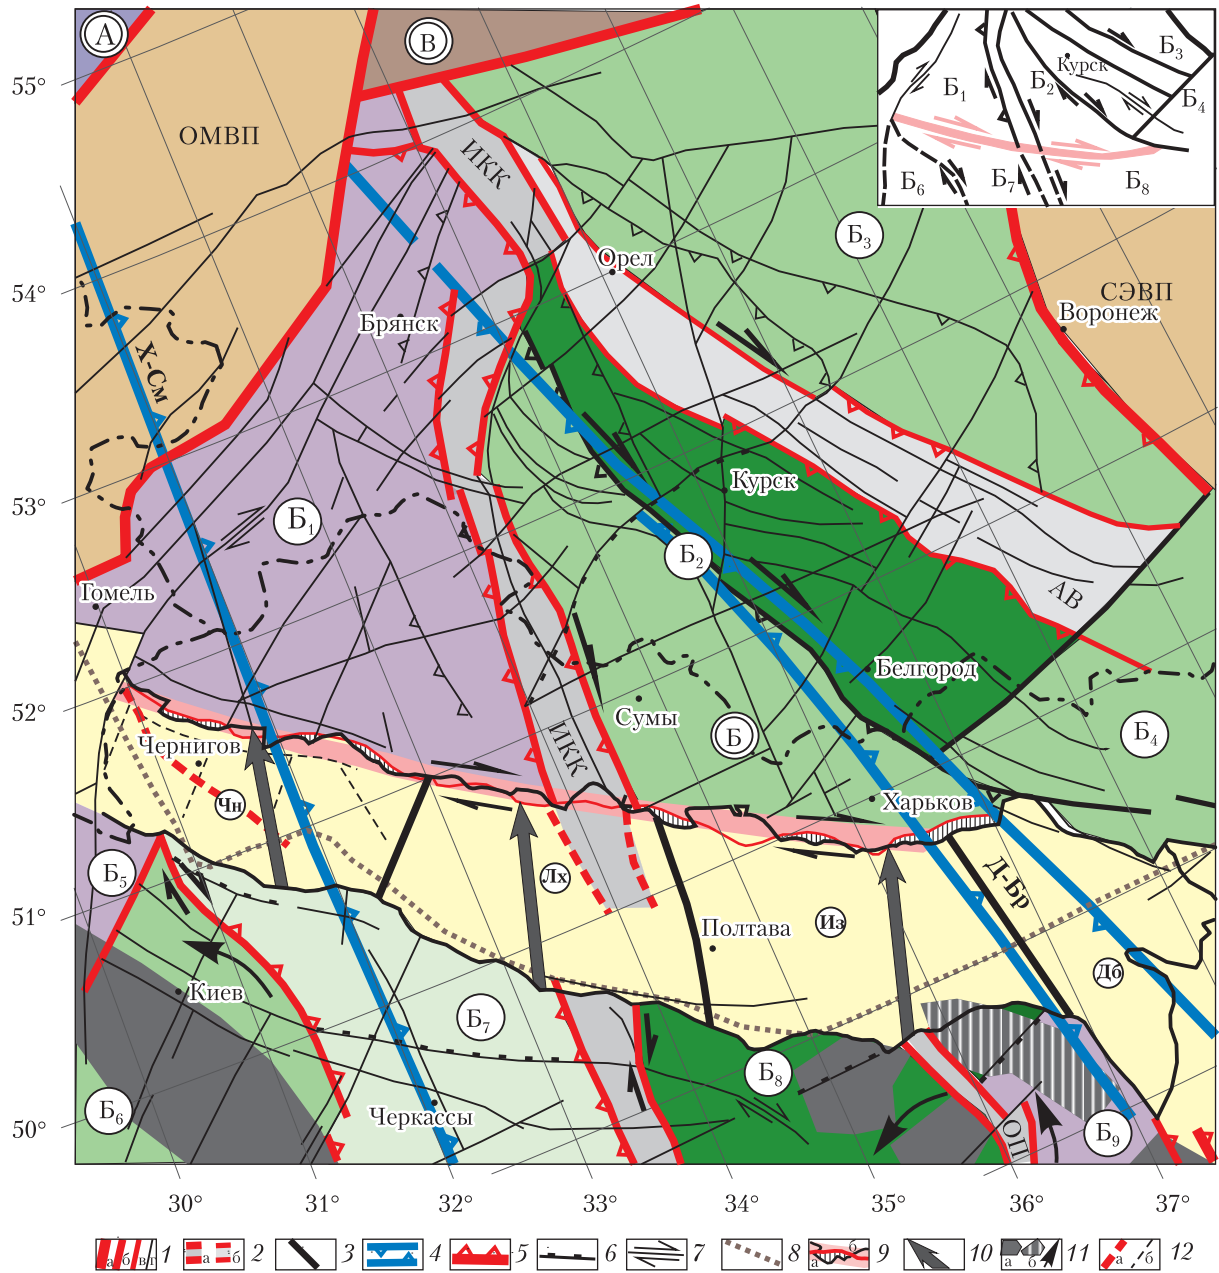 А
В
55°
ОМВП
ИКК
Б₁
Б₂
Курск
Б₃
Б₄
Б₆
Б₇
Б₈
Б₃
Орел
СЭВП
Воронеж
54°
Брянск
Х-См
53°
Курск
Б₁
Б₂
Гомель
АВ
Белгород
52°
Сумы
Б
Б₄
ИКК
Чернигов
Чн
Харьков
Б₅
Лх
Д-Бр
51°
Полтава
Из
Дб
Киев
Б₇
Б₈
Б₆
Черкассы
50°
ОП
Б₉
30° 31° 32° 33° 34° 35° 36° 37°
а б в г 1 а б 2 3 4 5 6 7 8 а б 9 10 а б 11 а б 12